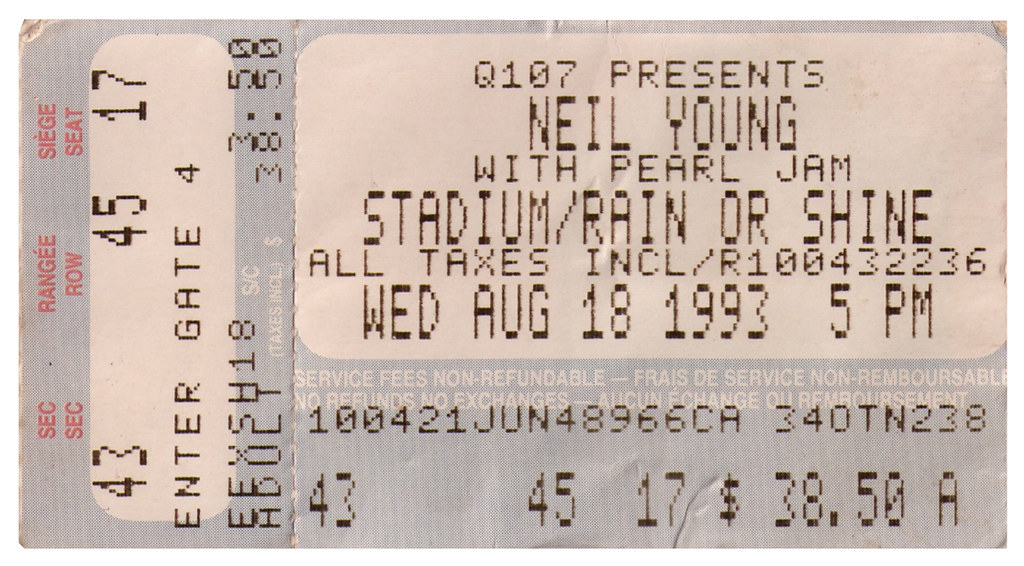 SIÈGE
SEAT
17
RANGÉE
ROW
45
SEC
SEC
43
ENTER GATE 4
EEXSH18 S/C 3.50
(TAXES INCL.) $ 38.50
Q107 PRESENTS
NEIL YOUNG
WITH PEARL JAM
STADIUM/RAIN OR SHINE
ALL TAXES INCL/R100432236
WED AUG 18 1993 5 PM
SERVICE FEES NON-REFUNDABLE — FRAIS DE SERVICE NON-REMBOURSABLE
NO REFUNDS NO EXCHANGES — AUCUN ÉCHANGE OU REMBOURSEMENT
100421JUN48966CA 340TN238
43 45 17 $ 38.50 A